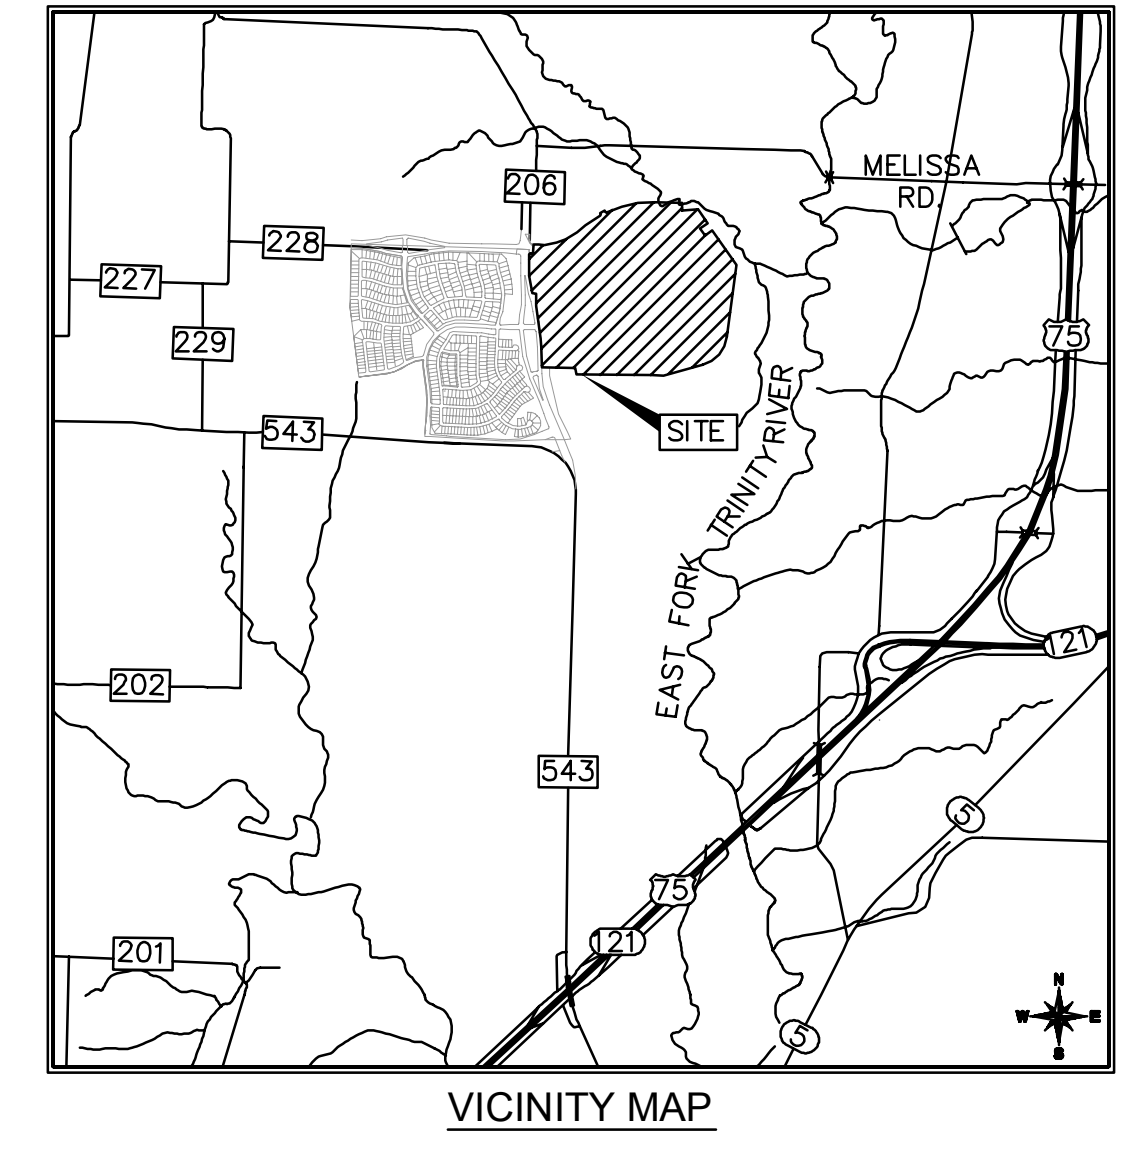 MELISSA
RD.
206
228
227
229
75
543
SITE
EAST FORK TRINITY RIVER
121
202
543
5
75
121
201
5
N
W E
S
VICINITY MAP